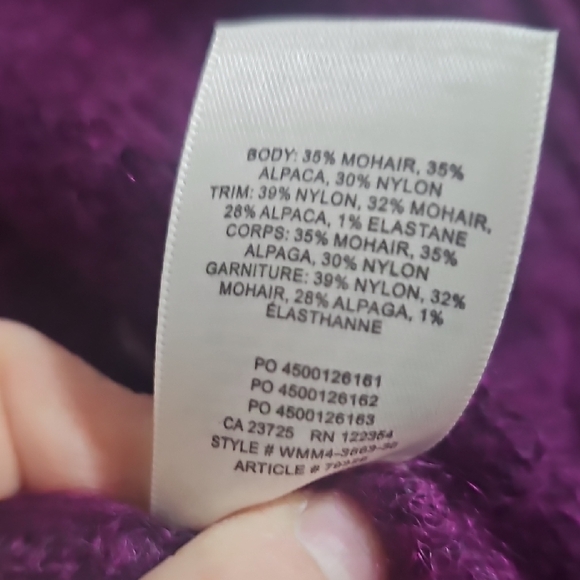 BODY: 35% MOHAIR, 35%
ALPACA, 30% NYLON
TRIM: 39% NYLON, 32% MOHAIR,
28% ALPACA, 1% ELASTANE
CORPS: 35% MOHAIR, 35%
ALPAGA, 30% NYLON
GARNITURE: 39% NYLON, 32%
MOHAIR, 28% ALPAGA, 1%
ÉLASTHANNE
PO 4500126161
PO 4500126162
PO 4500126163
CA 23725 RN 122354
STYLE #
ARTICLE #